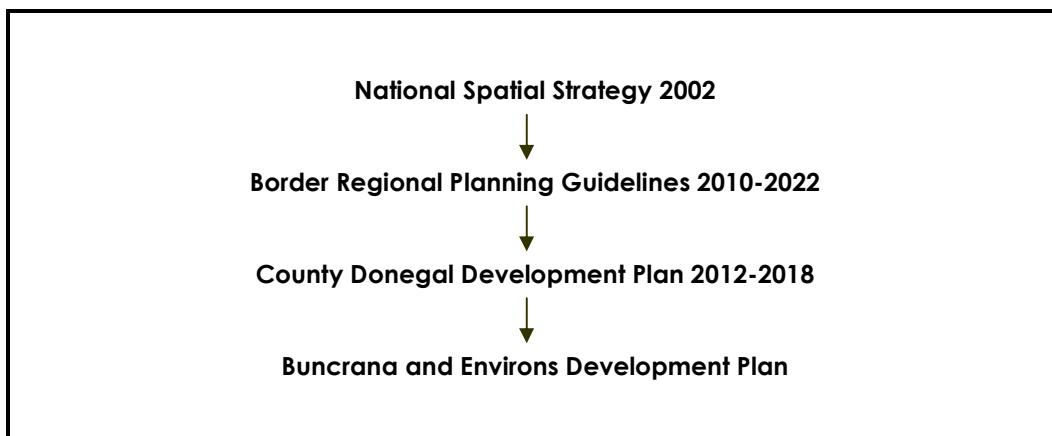 National Spatial Strategy 2002
Border Regional Planning Guidelines 2010-2022
County Donegal Development Plan 2012-2018
Buncrana and Environs Development Plan